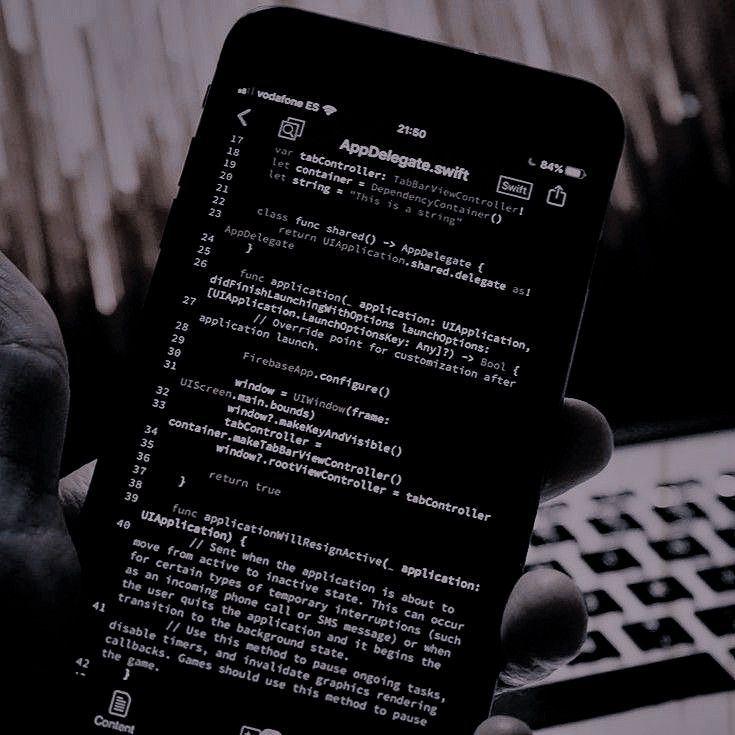 vodafone ES
21:50
84%
AppDelegate.swift
Swift
17 var tabController: TabBarViewController!
18 let container = DependencyContainer()
19 let string = "This is a string"
20
21
22 class func shared() -> AppDelegate {
23 return UIApplication.shared.delegate as!
AppDelegate
24 }
25
26 func application(_ application: UIApplication,
didFinishLaunchingWithOptions launchOptions:
[UIApplication.LaunchOptionsKey: Any]?) -> Bool {
27 // Override point for customization after
application launch.
28
29 FirebaseApp.configure()
30
31 window = UIWindow(frame:
UIScreen.main.bounds)
32 window?.makeKeyAndVisible()
33 tabController =
container.makeTabBarViewController()
34 window?.rootViewController = tabController
35
36 return true
37 }
38
39 func applicationWillResignActive(_ application:
UIApplication) {
40 // Sent when the application is about to
move from active to inactive state. This can occur
for certain types of temporary interruptions (such
as an incoming phone call or SMS message) or when
the user quits the application and it begins the
transition to the background state.
41 // Use this method to pause ongoing tasks,
disable timers, and invalidate graphics rendering
callbacks. Games should use this method to pause
the game.
42 }
Content